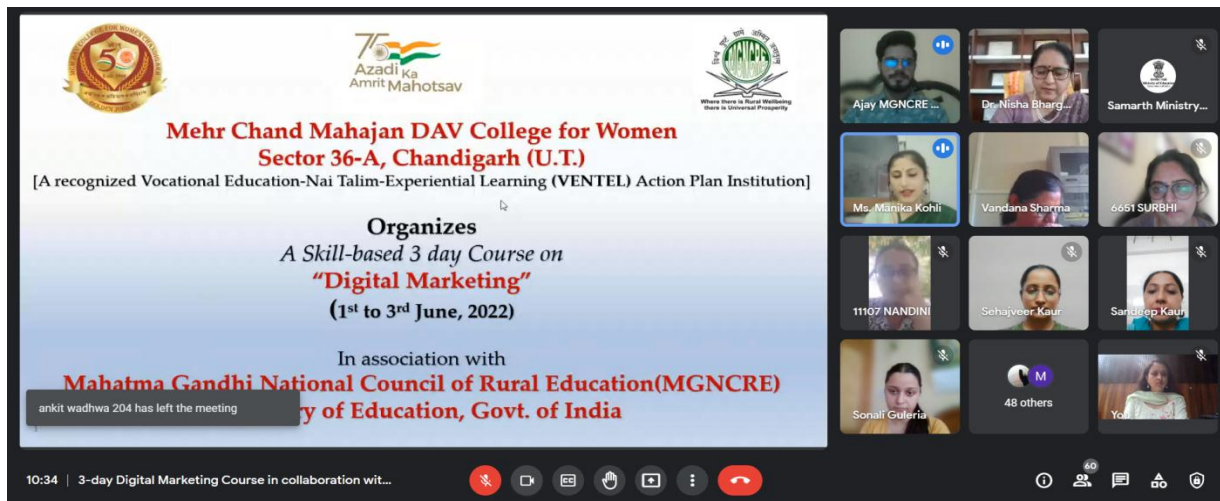 50
GOLDEN JUBILEE
75
Azadi Ka
Amrit Mahotsav
MGNCRE
Where there is Rural Wellbeing
there is Universal Prosperity
Mehr Chand Mahajan DAV College for Women
Sector 36-A, Chandigarh (U.T.)
[A recognized Vocational Education-Nai Talim-Experiential Learning (VENTEL) Action Plan Institution]
Organizes
A Skill-based 3 day Course on
“Digital Marketing”
(1st to 3rd June, 2022)
In association with
Mahatma Gandhi National Council of Rural Education(MGNCRE)
ry of Education, Govt. of India
ankit wadhwa 204 has left the meeting
Ajay MGNCRE ...
Dr. Nisha Bharg...
Samarth Ministry...
Ms. Manika Kohli
Vandana Sharma
6651 SURBHI
11107 NANDINI
Sehajveer Kaur
Sandeep Kaur
Sonali Guleria
M
48 others
You
10:34 | 3-day Digital Marketing Course in collaboration wit...
CC
60